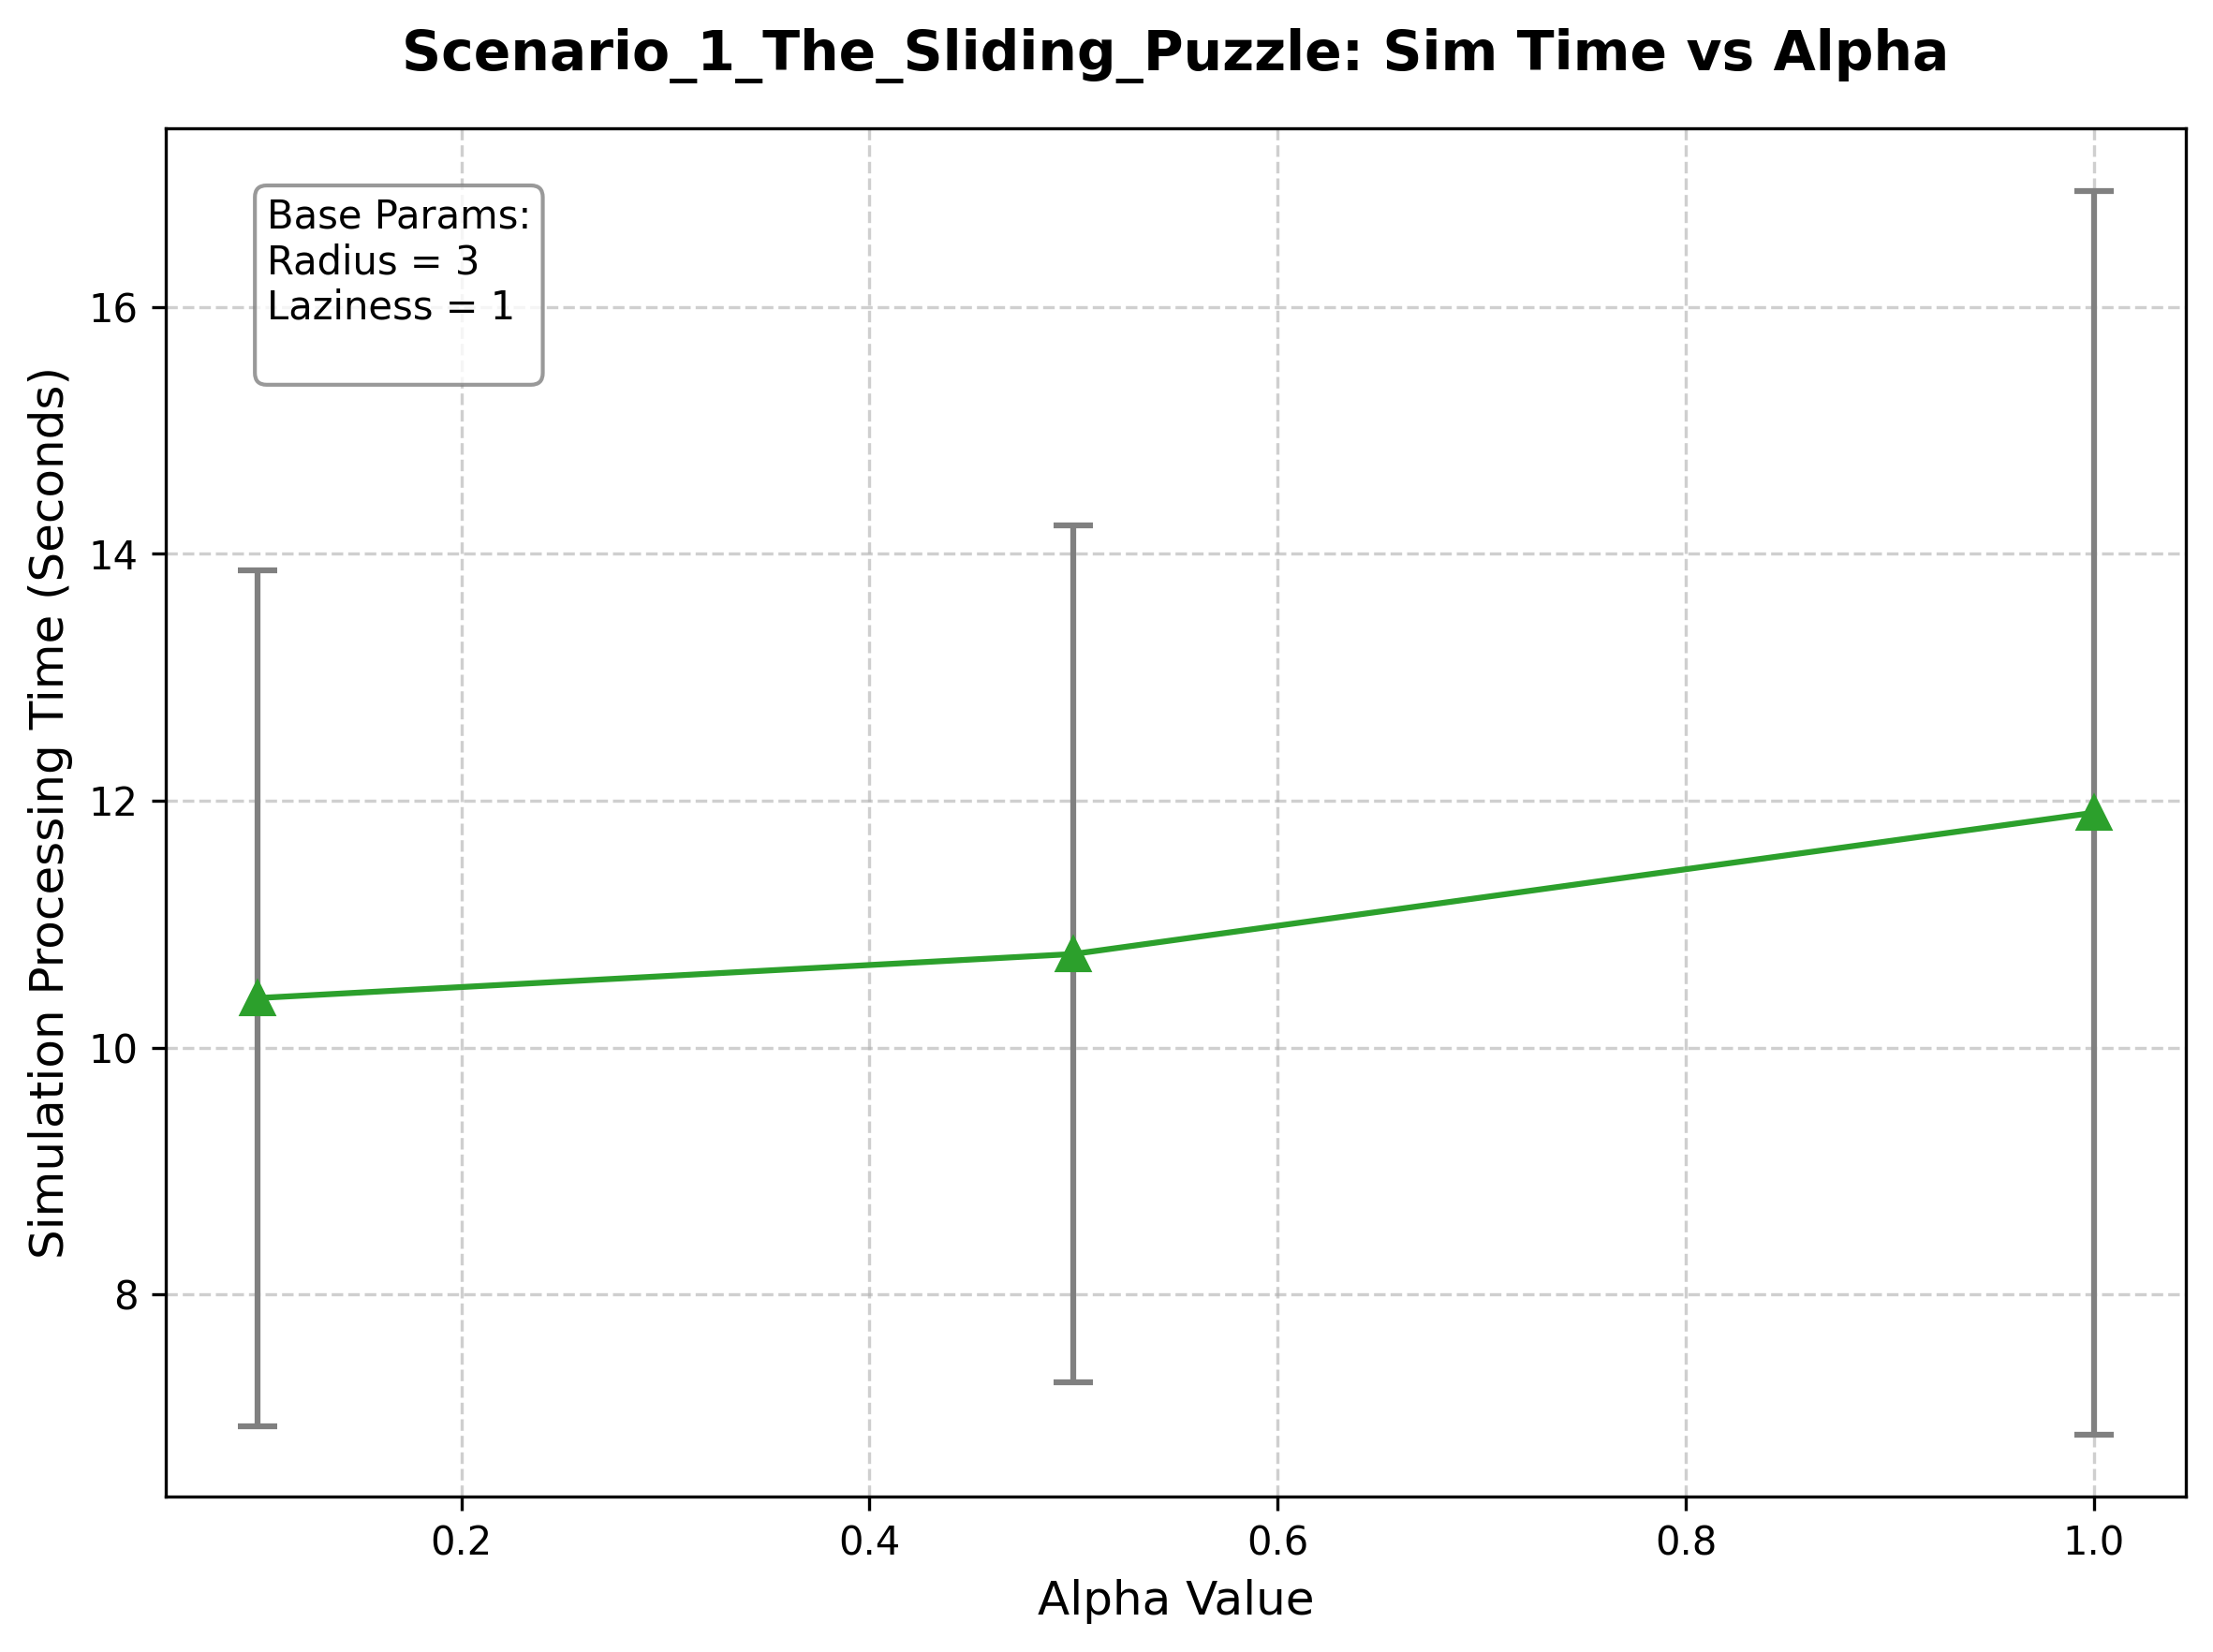 Scenario_1_The_Sliding_Puzzle: Sim Time vs Alpha
Base Params:
Radius = 3
Laziness = 1
Simulation Processing Time (Seconds)
16
14
12
10
8
0.2
0.4
0.6
0.8
1.0
Alpha Value